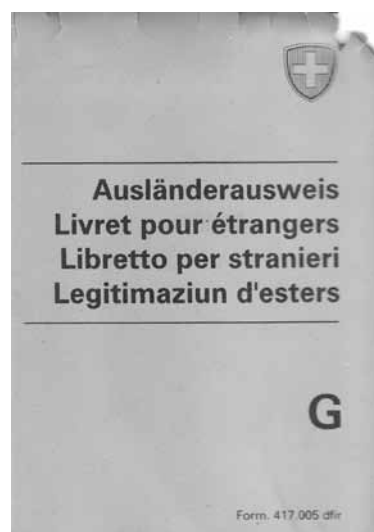 Ausländerausweis
Livret pour étrangers
Libretto per stranieri
Legitimaziun d'esters
G
Form. 417.005 dfir